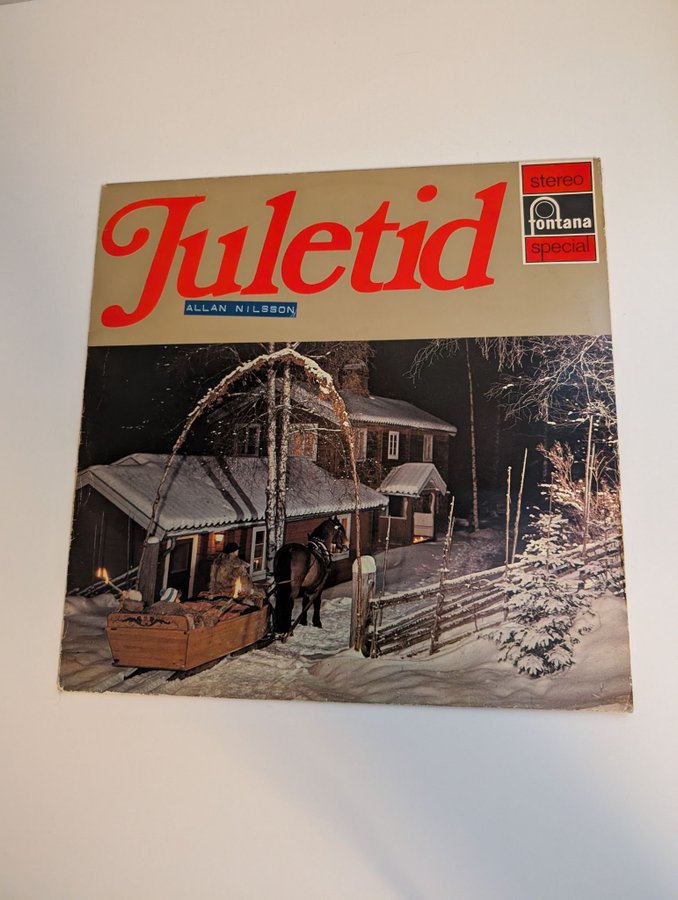 Juletid
ALLAN NILSSON
stereo
fontana
special